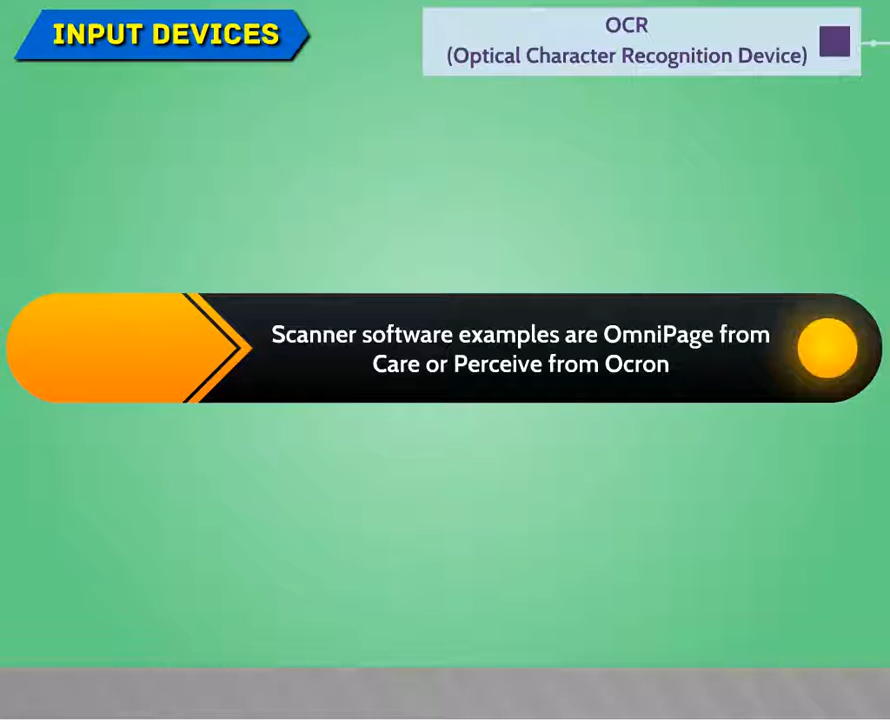 INPUT DEVICES
OCR
(Optical Character Recognition Device)
Scanner software examples are OmniPage from
Care or Perceive from Ocron